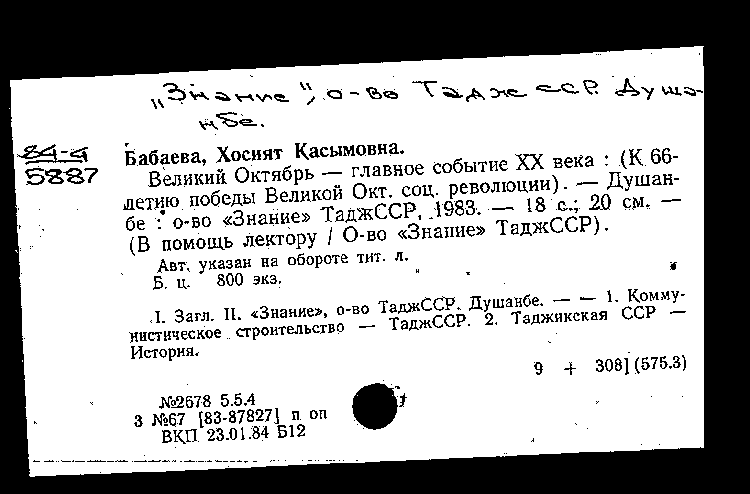 "Знание", о-во ТаджССР. Душа-
нбе.
84-4
5887
Бабаева, Хосият Касымовна.
Великий Октябрь — главное событие XX века : (К 66-
летию победы Великой Окт. соц. революции). — Душан-
бе : о-во «Знание» ТаджССР, 1983. — 18 с.; 20 см. —
(В помощь лектору / О-во «Знание» ТаджССР).
Авт. указан на обороте тит. л.
Б. ц. 800 экз.
I. Загл. II. «Знание», о-во ТаджССР. Душанбе. — — 1. Комму-
нистическое строительство — ТаджССР. 2. Таджикская ССР —
История.
9 + 308](575.3)
№2678 5.5.4
3 №67 [83-87827] п оп
ВКП 23.01.84 Б12